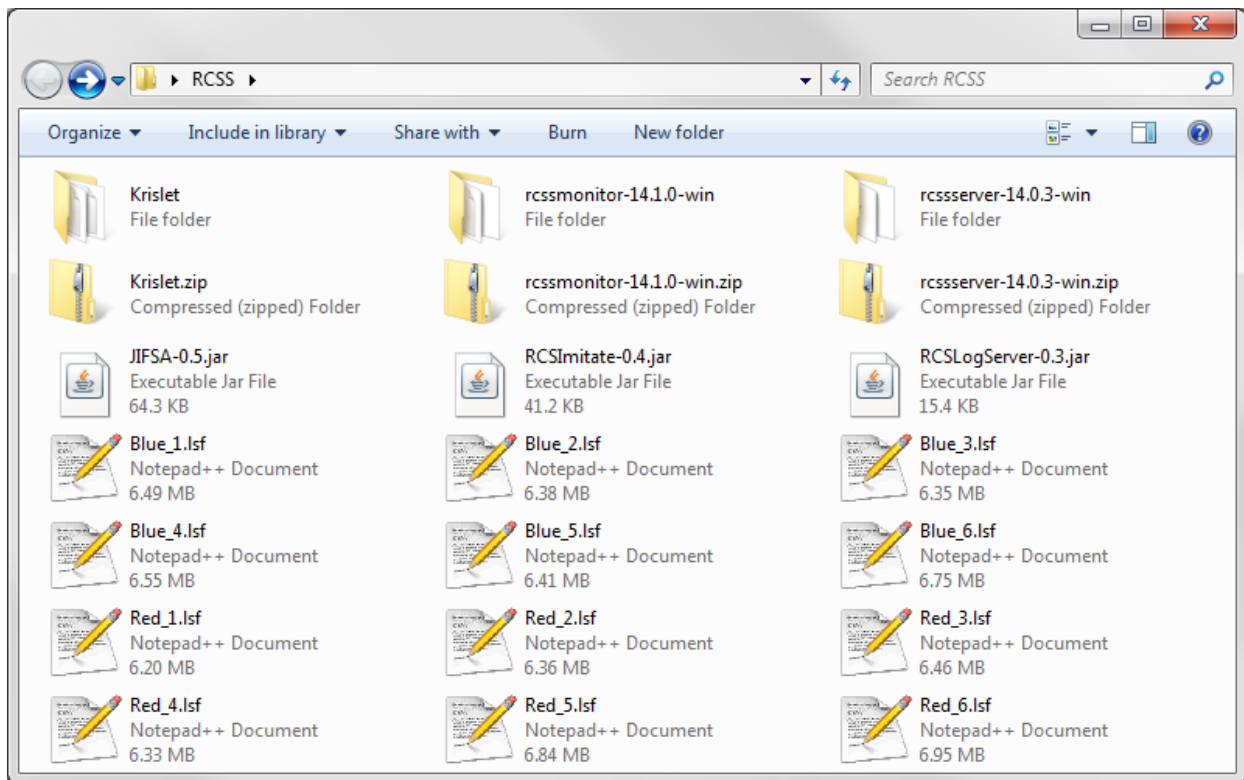 RCSS
Search RCSS
Organize Include in library Share with Burn New folder
Krislet
File folder
rcssmonitor-14.1.0-win
File folder
rcssserver-14.0.3-win
File folder
Krislet.zip
Compressed (zipped) Folder
rcssmonitor-14.1.0-win.zip
Compressed (zipped) Folder
rcssserver-14.0.3-win.zip
Compressed (zipped) Folder
JIFSA-0.5.jar
Executable Jar File
64.3 KB
RCSImitate-0.4.jar
Executable Jar File
41.2 KB
RCSLogServer-0.3.jar
Executable Jar File
15.4 KB
Blue_1.lsf
Notepad++ Document
6.49 MB
Blue_2.lsf
Notepad++ Document
6.38 MB
Blue_3.lsf
Notepad++ Document
6.35 MB
Blue_4.lsf
Notepad++ Document
6.55 MB
Blue_5.lsf
Notepad++ Document
6.41 MB
Blue_6.lsf
Notepad++ Document
6.75 MB
Red_1.lsf
Notepad++ Document
6.20 MB
Red_2.lsf
Notepad++ Document
6.36 MB
Red_3.lsf
Notepad++ Document
6.46 MB
Red_4.lsf
Notepad++ Document
6.33 MB
Red_5.lsf
Notepad++ Document
6.84 MB
Red_6.lsf
Notepad++ Document
6.95 MB